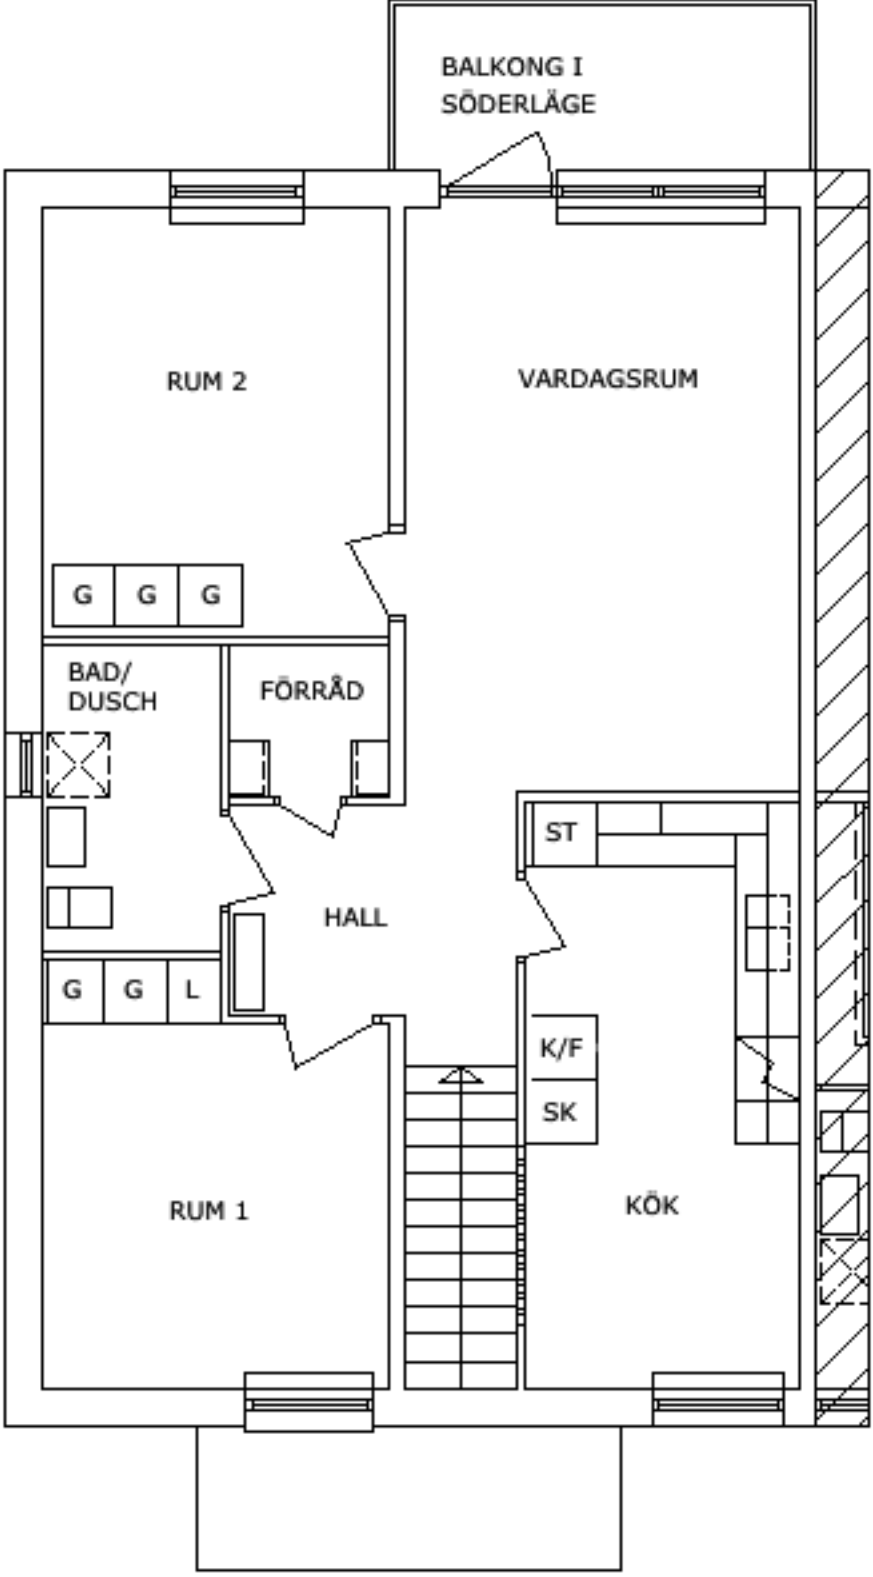 BALKONG I
SÖDERLÄGE
RUM 2
VARDAGSRUM
G G G
BAD/
DUSCH
FÖRRÅD
ST
HALL
G G L
K/F
SK
RUM 1
KÖK